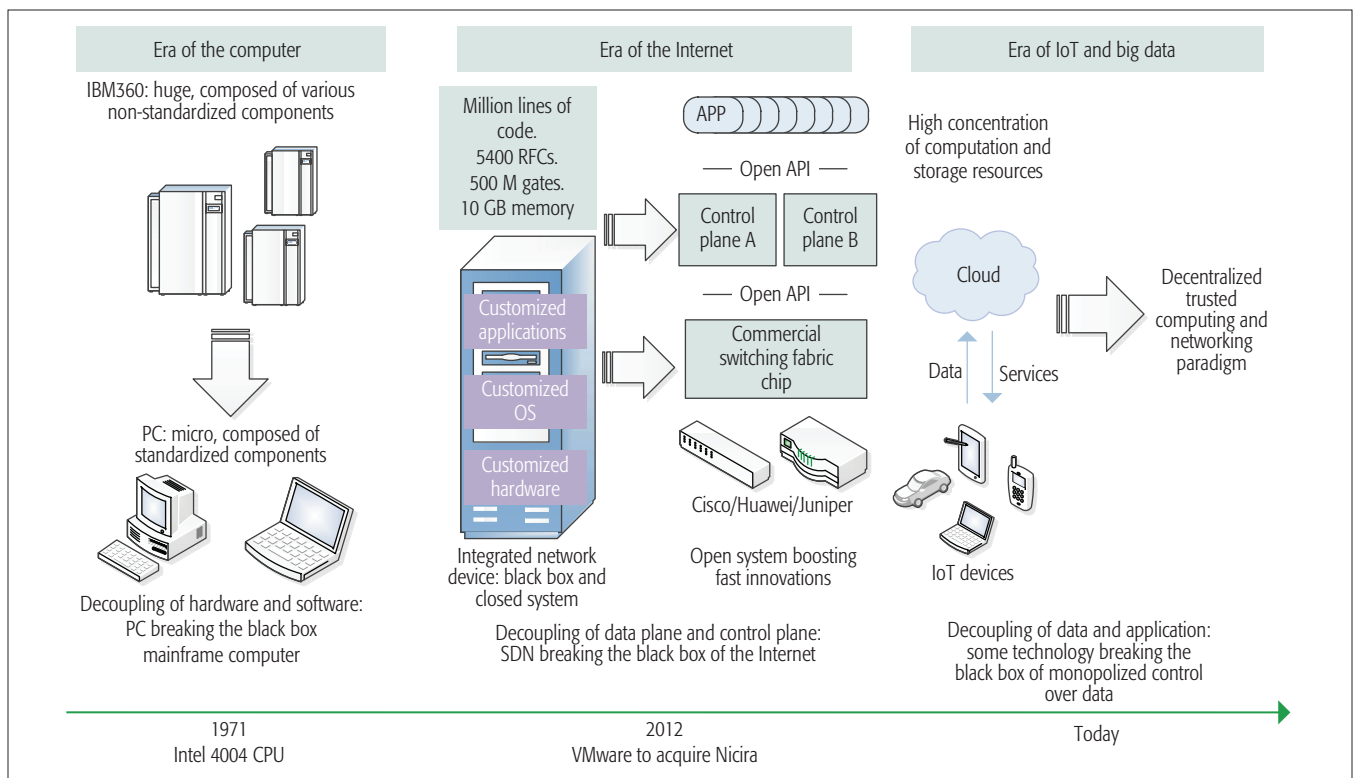 Era of the computer
IBM360: huge, composed of various
non-standardized components
PC: micro, composed of
standardized components
Decoupling of hardware and software:
PC breaking the black box
mainframe computer
Era of the Internet
Million lines of
code.
5400 RFCs.
500 M gates.
10 GB memory
Customized
applications
Customized
OS
Customized
hardware
Integrated network
device: black box and
closed system
APP
Open API
Control
plane A
Control
plane B
Open API
Commercial
switching fabric
chip
Cisco/Huawei/Juniper
Open system boosting
fast innovations
Decoupling of data plane and control plane:
SDN breaking the black box of the Internet
Era of IoT and big data
High concentration
of computation and
storage resources
Cloud
Data
Services
IoT devices
Decentralized
trusted
computing and
networking
paradigm
Decoupling of data and application:
some technology breaking the
black box of monopolized control
over data
1971
Intel 4004 CPU
2012
VMware to acquire Nicira
Today